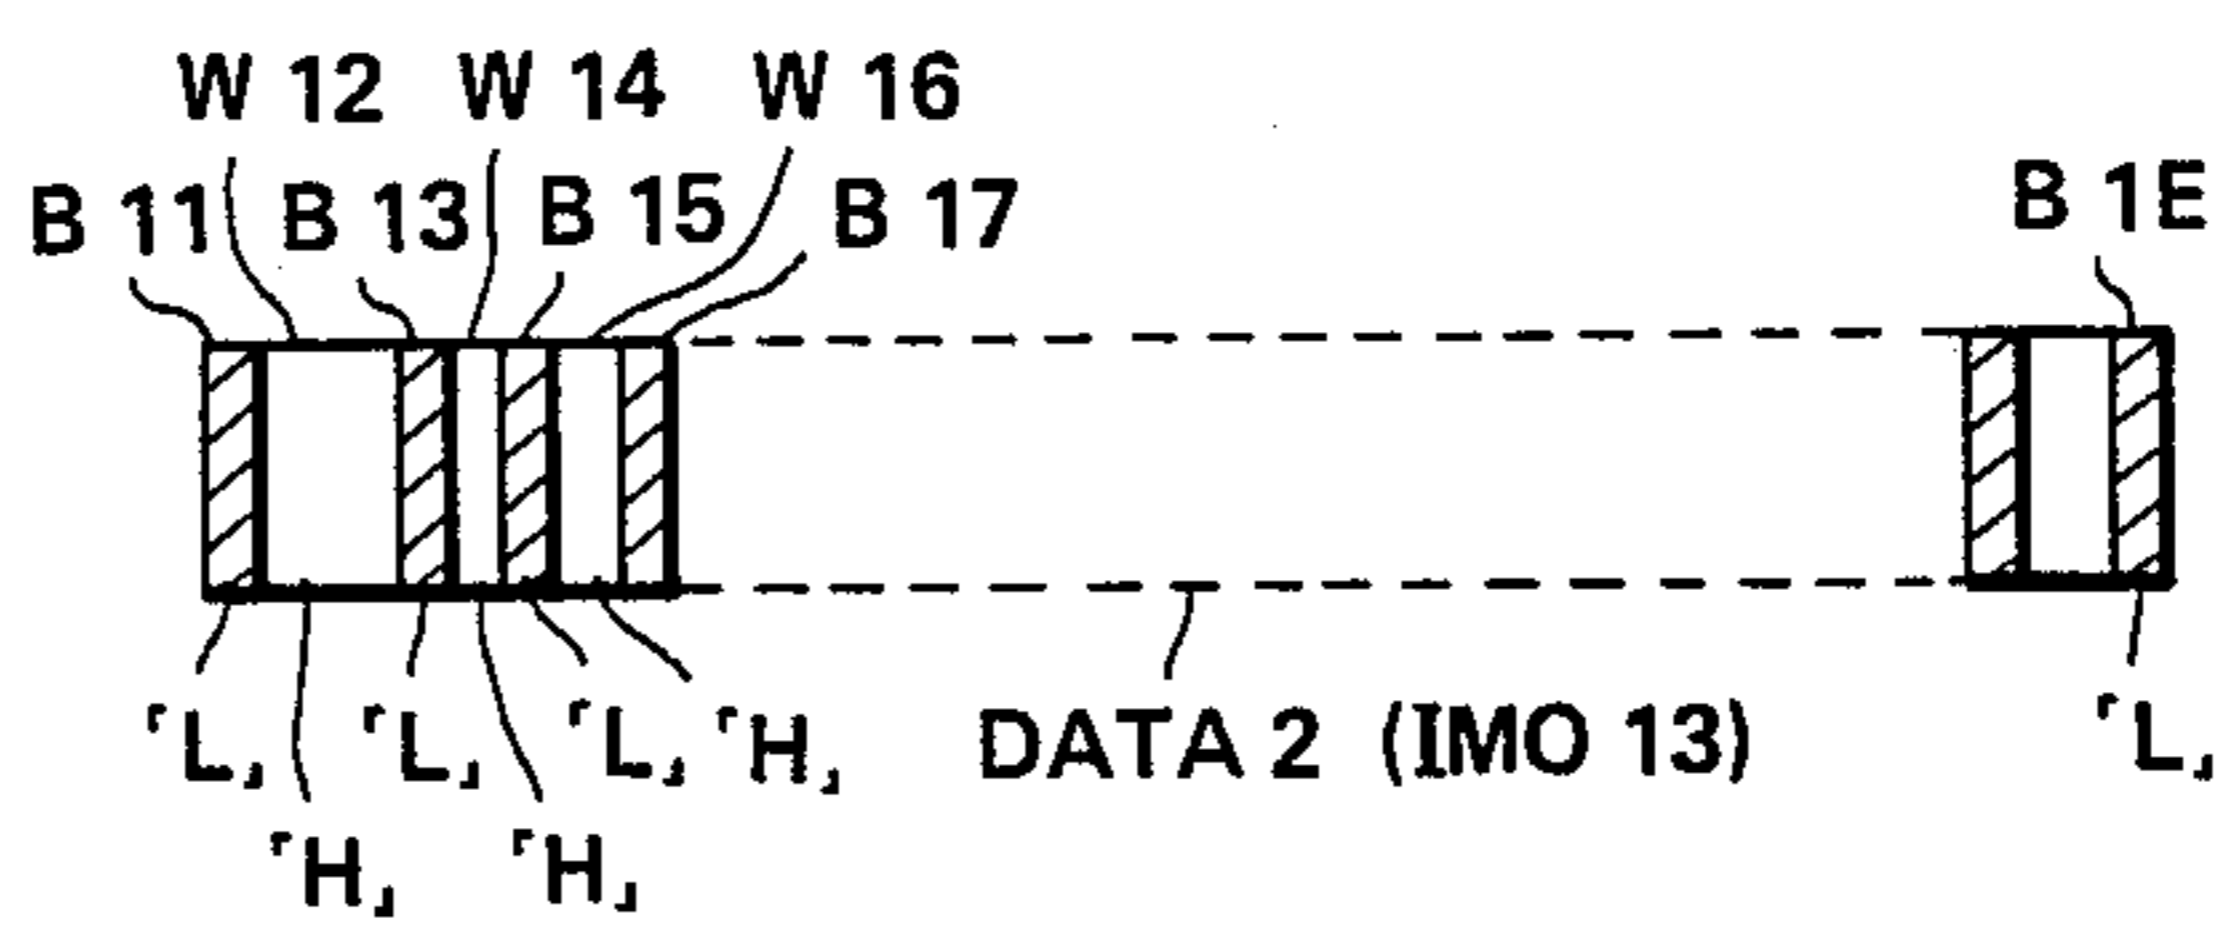 W 12 W 14 W 16
B 11 B 13 B 15 B 17 B 1E
「L」 「L」 「L」 「H」 DATA 2 (IMO 13) 「L」
「H」 「H」